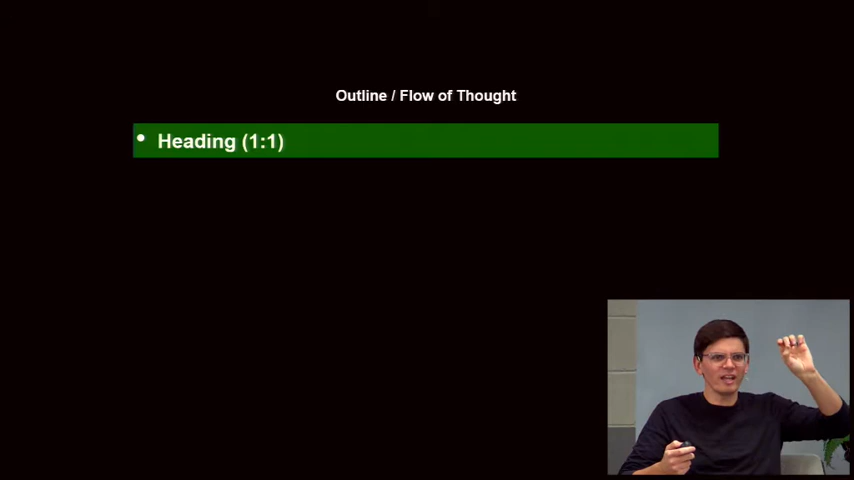 Outline / Flow of Thought
• Heading (1:1)